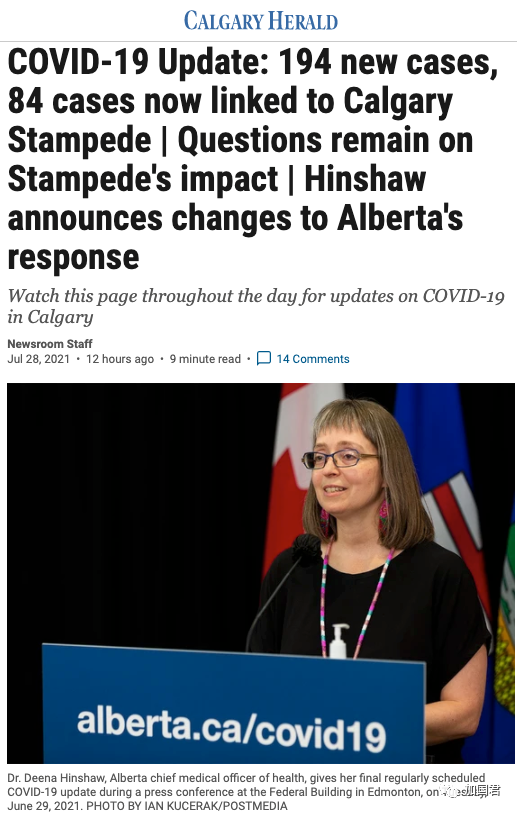 CALGARY HERALD
COVID-19 Update: 194 new cases,
84 cases now linked to Calgary
Stampede | Questions remain on
Stampede's impact | Hinshaw
announces changes to Alberta's
response
Watch this page throughout the day for updates on COVID-19
in Calgary
Newsroom Staff
Jul 28, 2021 • 12 hours ago • 9 minute read • 14 Comments
alberta.ca/covid19
Dr. Deena Hinshaw, Alberta chief medical officer of health, gives her final regularly scheduled
COVID-19 update during a press conference at the Federal Building in Edmonton, on
June 29, 2021. PHOTO BY IAN KUCERAK/POSTMEDIA
加国君